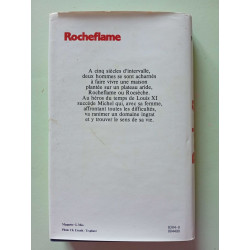 Rocheflame
A cinq siècles d'intervalle,
deux hommes se sont acharnés
à faire vivre une maison
plantée sur un plateau aride,
Rocheflame ou Roesèche.
Au héros du temps de Louis XI
succède Michel qui, avec sa femme,
affrontant toutes les difficultés,
va ranimer un domaine ingrat
et y trouver le sens de sa vie.